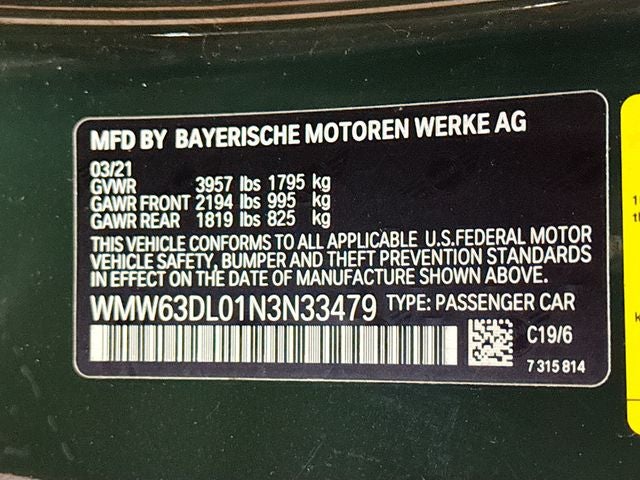 MFD BY BAYERISCHE MOTOREN WERKE AG
03/21
GVWR 3957 lbs 1795 kg
GAWR FRONT 2194 lbs 995 kg
GAWR REAR 1819 lbs 825 kg
THIS VEHICLE CONFORMS TO ALL APPLICABLE U.S.FEDERAL MOTOR
VEHICLE SAFETY, BUMPER AND THEFT PREVENTION STANDARDS
IN EFFECT ON THE DATE OF MANUFACTURE SHOWN ABOVE.
WMW63DL01N3N33479 TYPE: PASSENGER CAR
C19/6
7 315 814